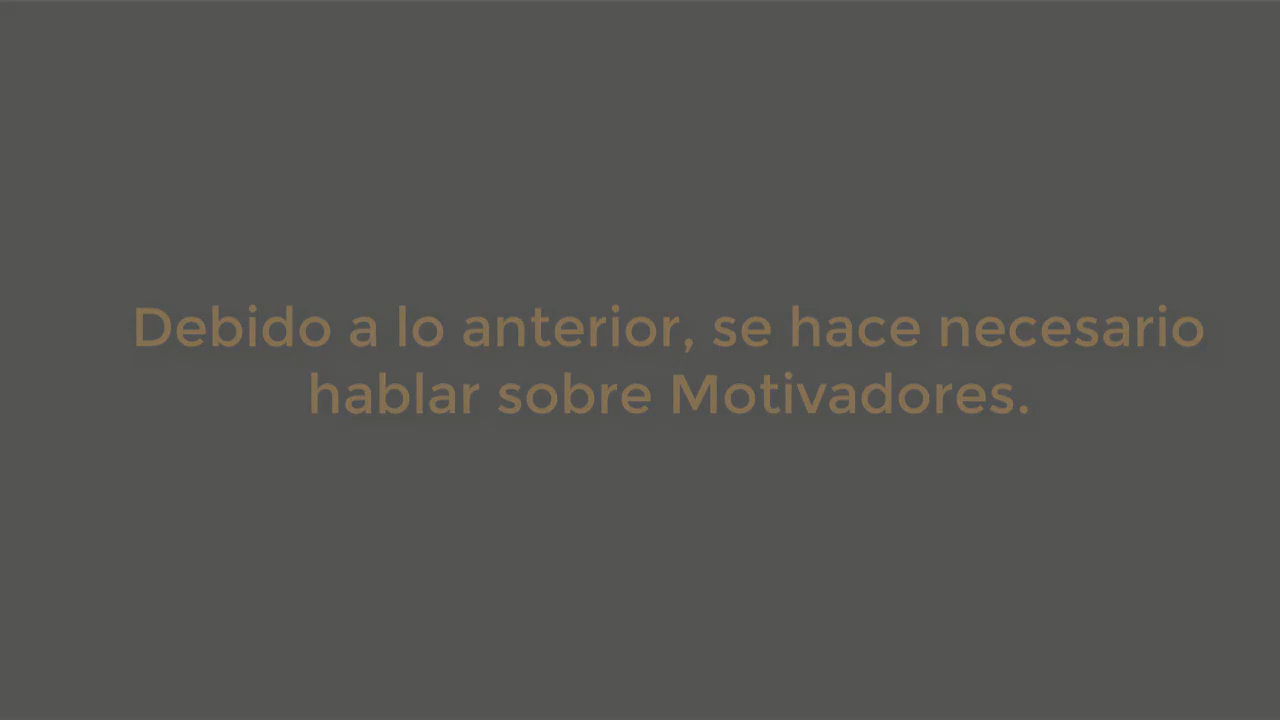 Debido a lo anterior, se hace necesario
hablar sobre Motivadores.